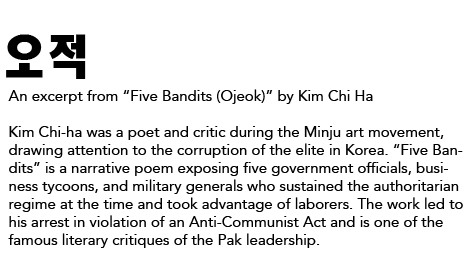 오적
An excerpt from “Five Bandits (Ojeok)” by Kim Chi Ha
Kim Chi-ha was a poet and critic during the Minju art movement,
drawing attention to the corruption of the elite in Korea. “Five Ban-
dits” is a narrative poem exposing five government officials, busi-
ness tycoons, and military generals who sustained the authoritarian
regime at the time and took advantage of laborers. The work led to
his arrest in violation of an Anti-Communist Act and is one of the
famous literary critiques of the Pak leadership.